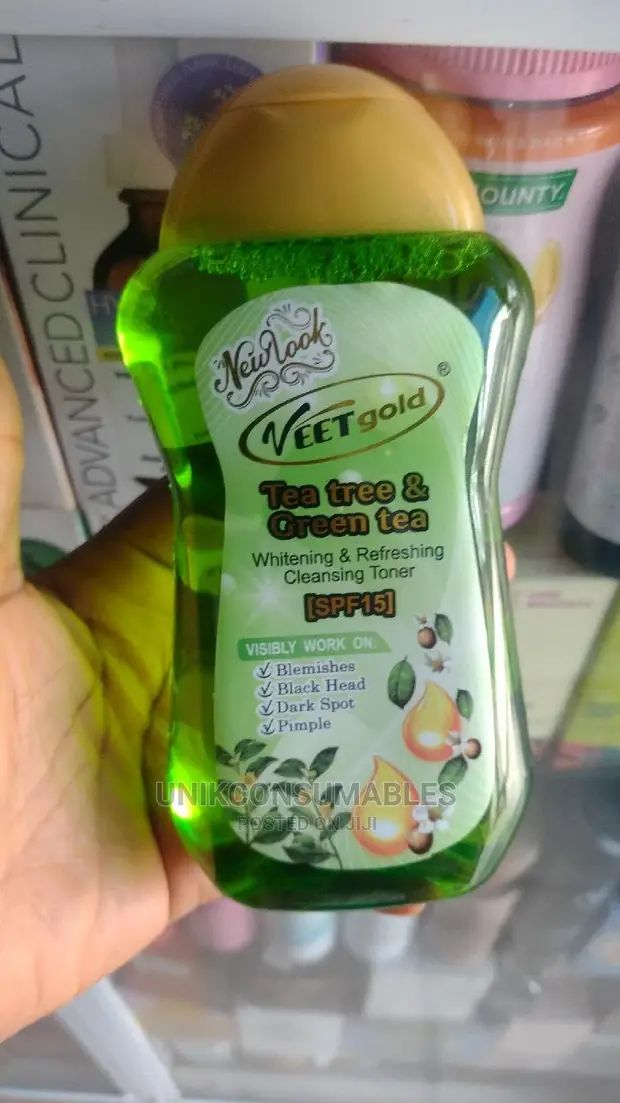 ADVANCED CLINICAL
OUNTY
New look
VEET gold ®
Tea tree &
Green tea
Whitening & Refreshing
Cleansing Toner
[SPF15]
VISIBLY WORK ON:
Blemishes
Black Head
Dark Spot
Pimple
UNIKCONSUMABLES
POSTED ON JIJI